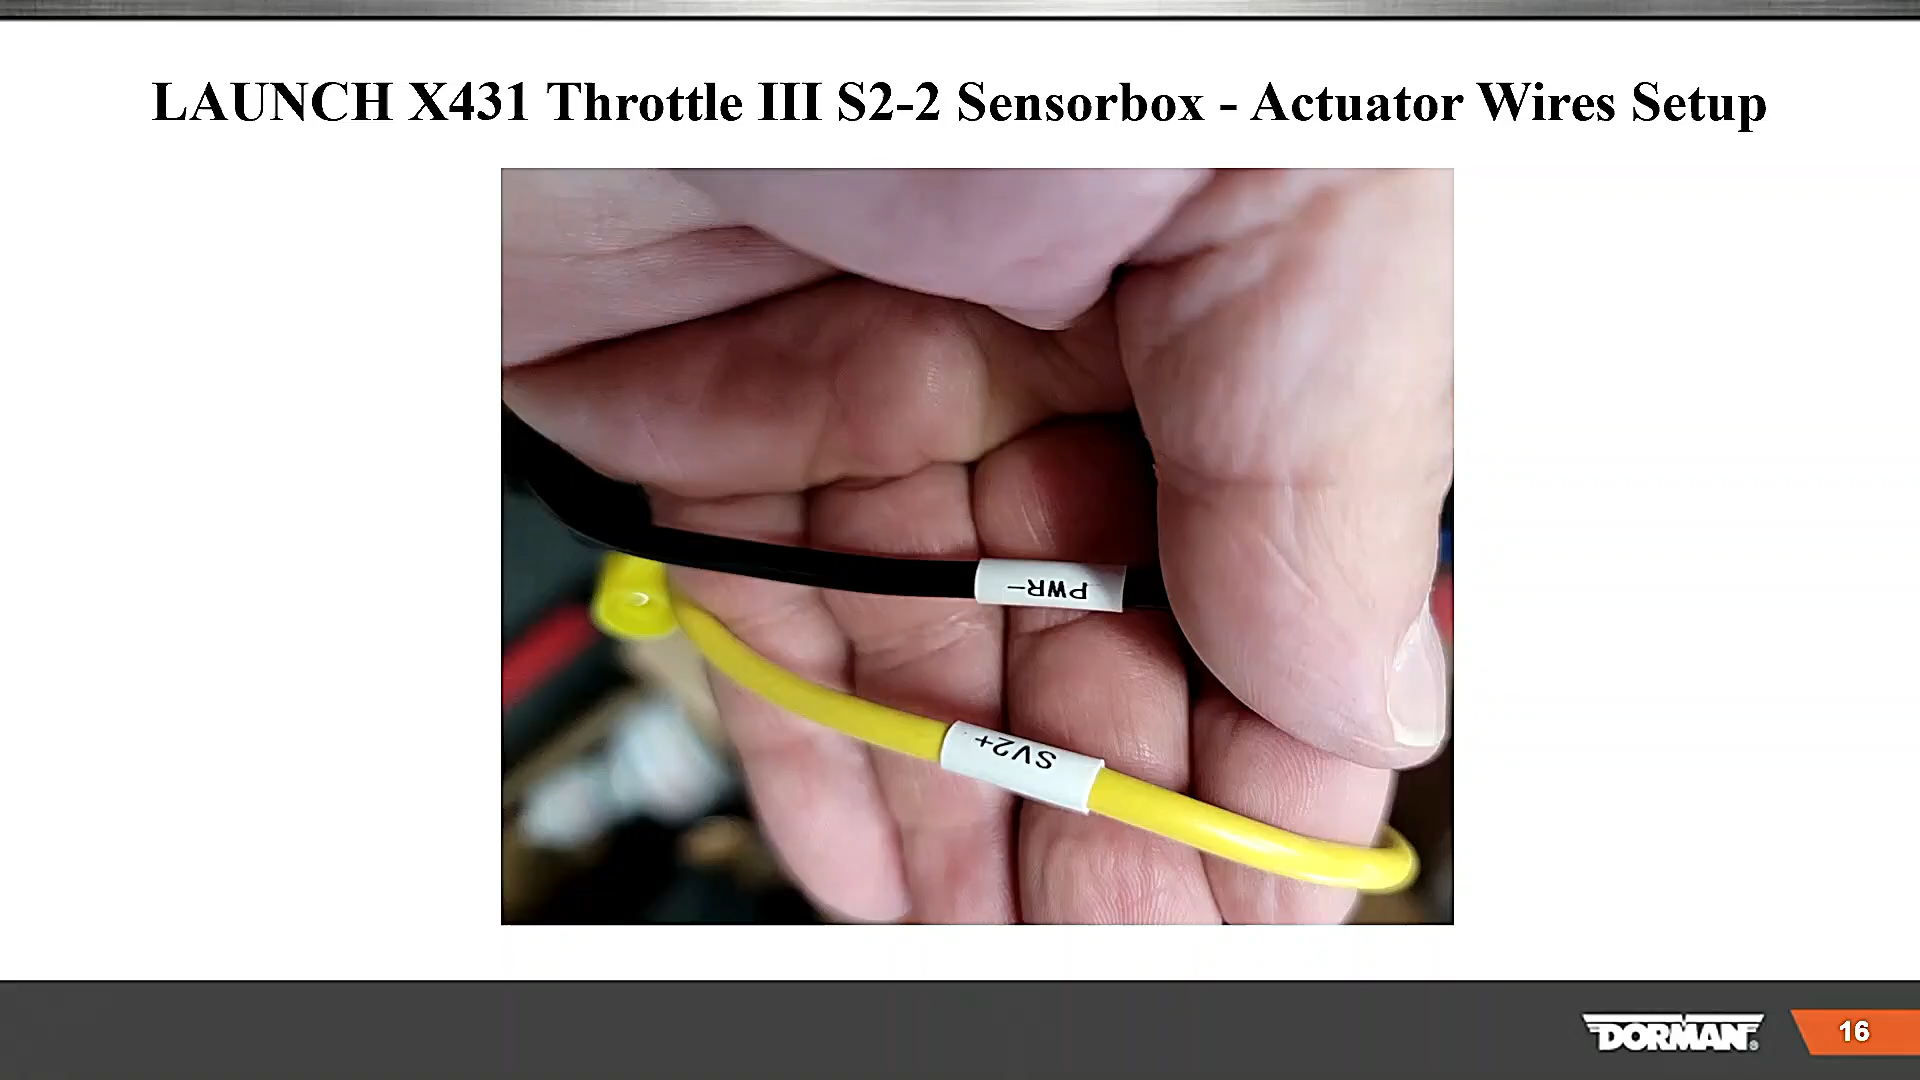 LAUNCH X431 Throttle III S2-2 Sensorbox - Actuator Wires Setup
PWR-
SV2+
DORMAN®
16